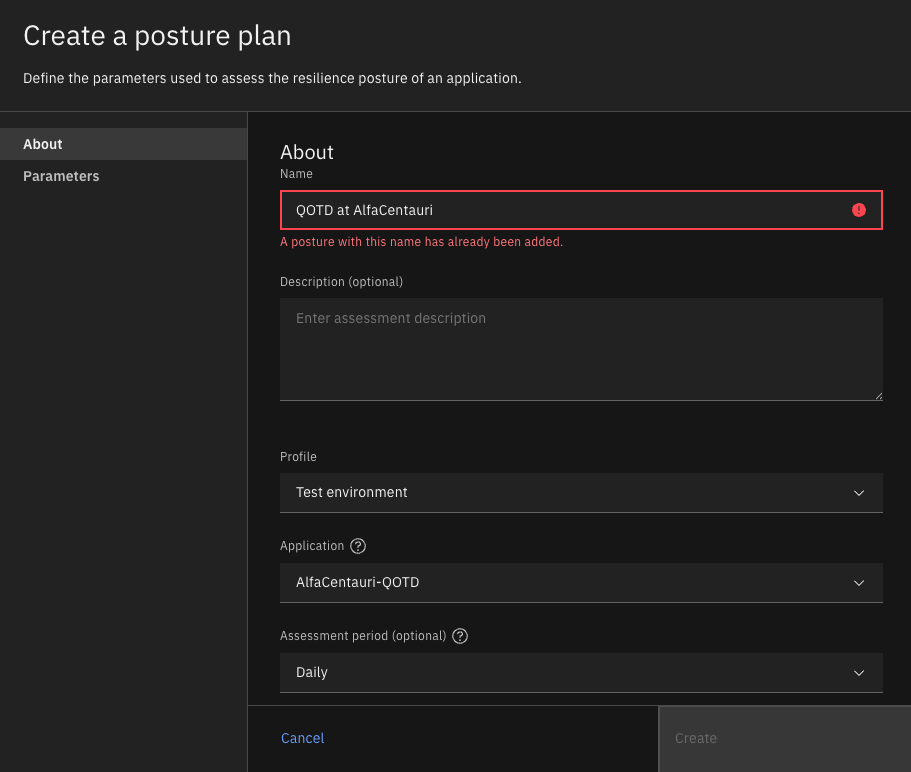 Create a posture plan
Define the parameters used to assess the resilience posture of an application.
About
Parameters
About
Name
QOTD at AlfaCentauri
A posture with this name has already been added.
Description (optional)
Enter assessment description
Profile
Test environment
Application
AlfaCentauri-QOTD
Assessment period (optional)
Daily
Cancel
Create